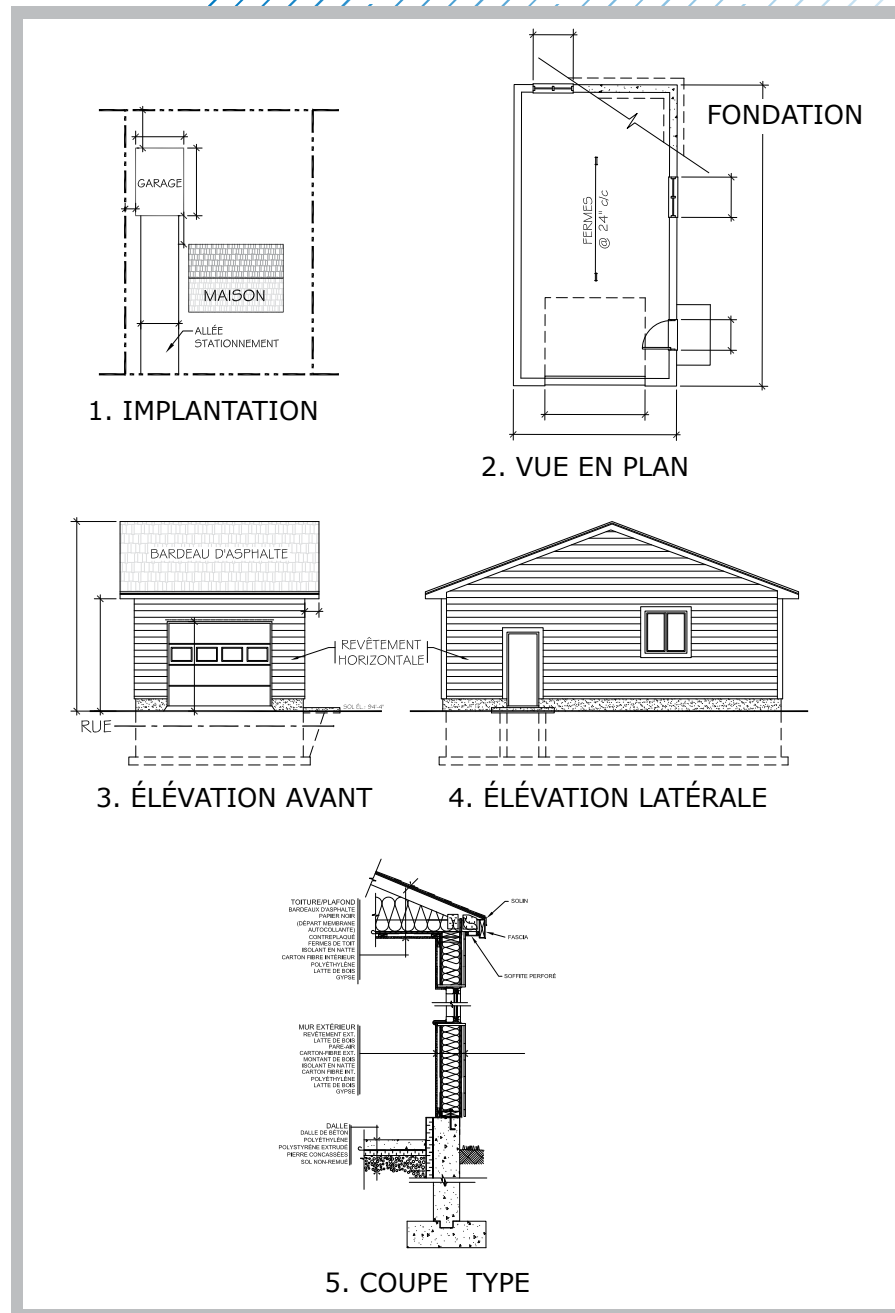 GARAGE
MAISON
ALLÉE
STATIONNEMENT
1. IMPLANTATION
FONDATION
FERMES
@ 24" c/c
2. VUE EN PLAN
BARDEAU D'ASPHALTE
REVÊTEMENT
HORIZONTALE
SOL ÉL.: 94'-4"
RUE
3. ÉLÉVATION AVANT
4. ÉLÉVATION LATÉRALE
TOITURE/PLAFOND
BARDEAUX D'ASPHALTE
PAPIER NOIR
(DÉPART MEMBRANE
AUTOCOLLANTE)
CONTREPLAQUÉ
FERMES DE TOIT
ISOLANT EN NATTE
CARTON FIBRE INTÉRIEUR
POLYÉTHYLÈNE
LATTE DE BOIS
GYPSE
SOLIN
FASCIA
SOFFITE PERFORÉ
MUR EXTÉRIEUR
REVÊTEMENT EXT.
LATTE DE BOIS
PARE-AIR
CARTON-FIBRE EXT.
MONTANT DE BOIS
ISOLANT EN NATTE
CARTON FIBRE INT.
POLYÉTHYLÈNE
LATTE DE BOIS
GYPSE
DALLE
DALLE DE BÉTON
POLYÉTHYLÈNE
POLYSTYRÈNE EXTRUDÉ
PIERRE CONCASSÉES
SOL NON-REMUÉ
5. COUPE TYPE